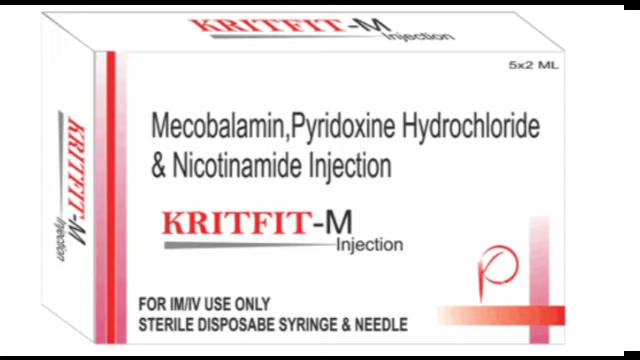 KRITFIT-M
Injection
5x2 ML
Mecobalamin,Pyridoxine Hydrochloride
& Nicotinamide Injection
KRITFIT-M
Injection
KRITFIT-M
Injection
FOR IM/IV USE ONLY
STERILE DISPOSABE SYRINGE & NEEDLE